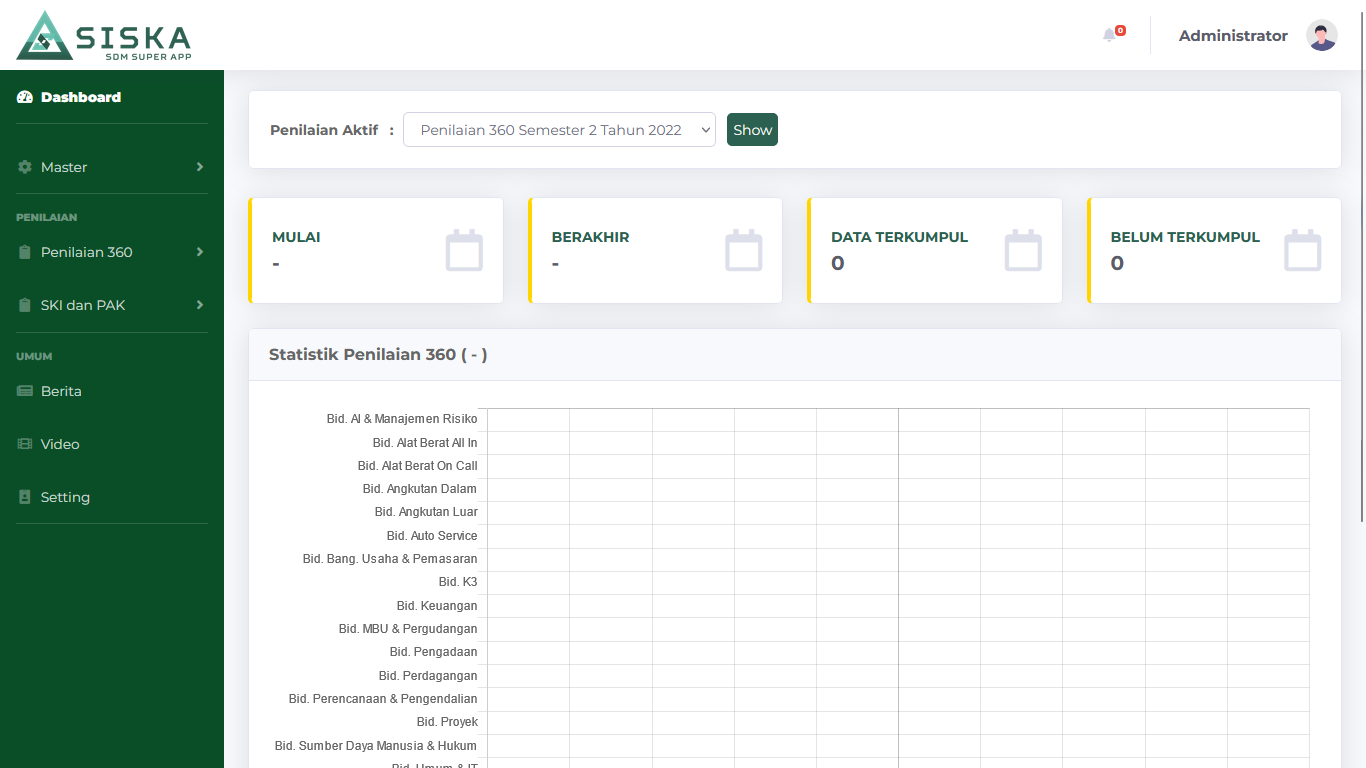 SISKA
SDM SUPER APP
0
Administrator
Dashboard
Master
PENILAIAN
Penilaian 360
SKI dan PAK
UMUM
Berita
Video
Setting
Penilaian Aktif :
Penilaian 360 Semester 2 Tahun 2022
Show
MULAI
-
BERAKHIR
-
DATA TERKUMPUL
0
BELUM TERKUMPUL
0
Statistik Penilaian 360 ( - )
Bid. AI & Manajemen Risiko
Bid. Alat Berat All In
Bid. Alat Berat On Call
Bid. Angkutan Dalam
Bid. Angkutan Luar
Bid. Auto Service
Bid. Bang. Usaha & Pemasaran
Bid. K3
Bid. Keuangan
Bid. MBU & Pergudangan
Bid. Pengadaan
Bid. Perdagangan
Bid. Perencanaan & Pengendalian
Bid. Proyek
Bid. Sumber Daya Manusia & Hukum
Bid. Umum & IT